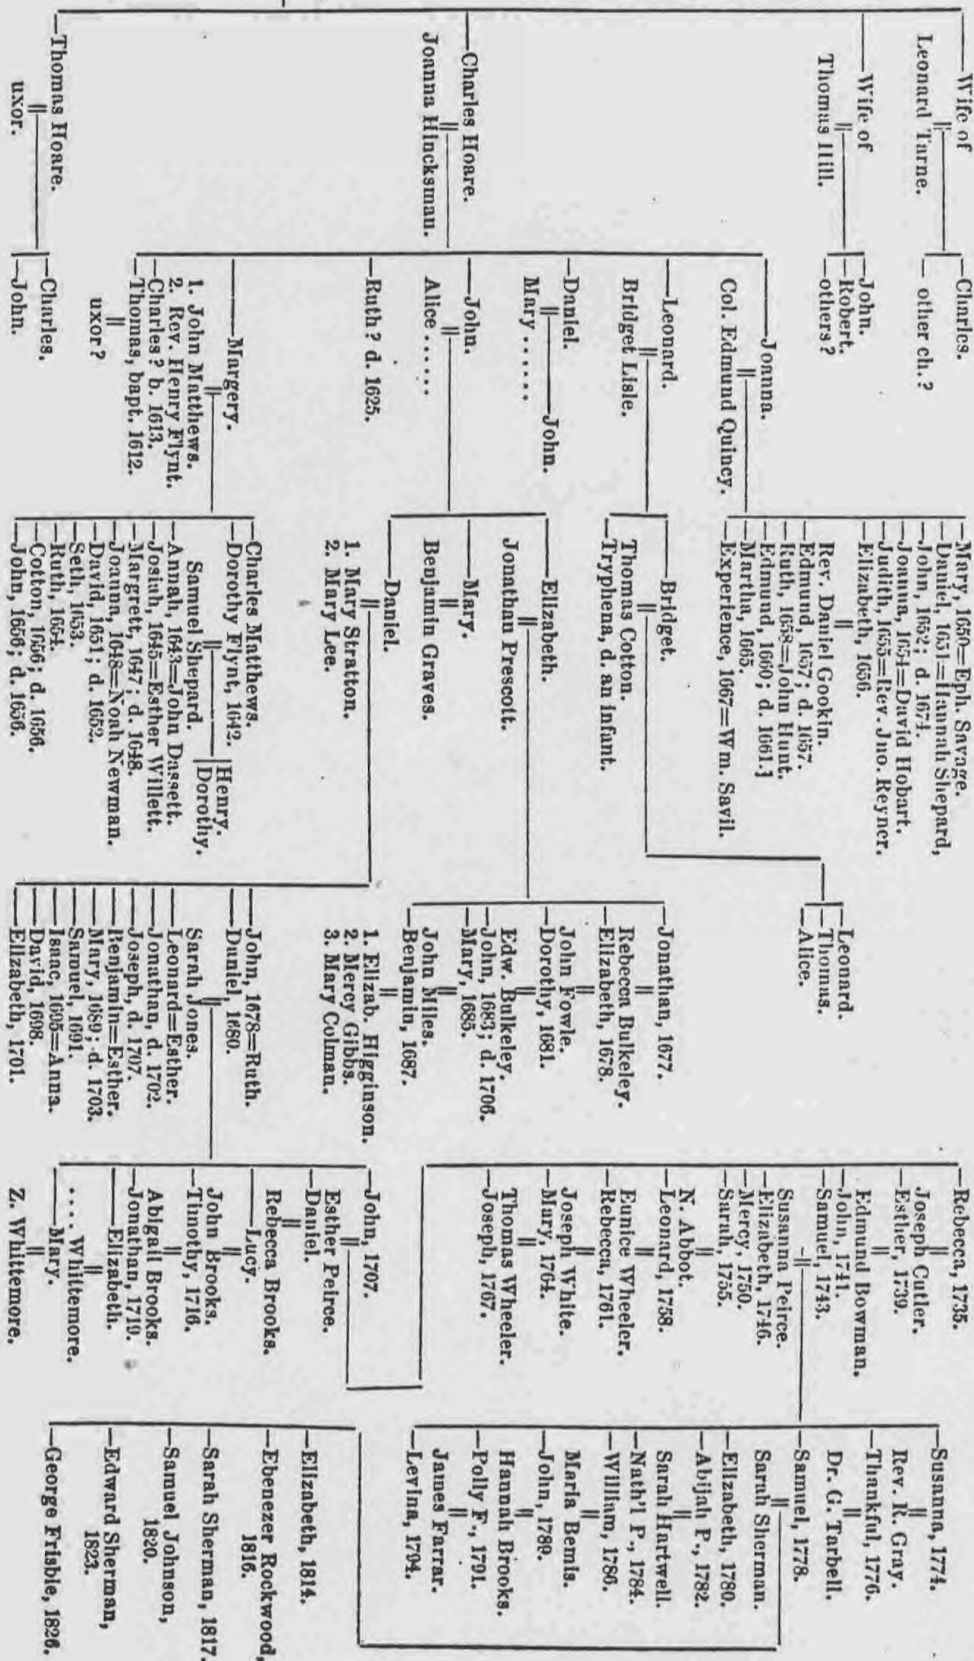 —Wife of
Leonard Tarne.
—Wife of
Thomas Hill.
—Charles Hoare.
Joanna Hincksman.
—Thomas Hoare.
uxor.
—Charles.
— other ch.?
—John.
—Robert.
—others?
—Joanna.
Col. Edmund Quincy.
—Leonard.
Bridget Lisle.
—Daniel.
—John.
Mary ......
—John.
Alice ......
—Ruth? d. 1625.
—Margery.
1. John Matthews.
2. Rev. Henry Flynt.
—Charles? b. 1613.
—Thomas, bapt. 1612.
uxor?
—Charles.
—John.
—Mary, 1650=Eph. Savage.
—Daniel, 1651=Hannah Shepard,
—John, 1652; d. 1674.
—Joanna, 1654=David Hobart.
—Judith, 1655=Rev. Jno. Reyner.
—Elizabeth, 1656.
Rev. Daniel Gookin.
—Edmund, 1657; d. 1657.
—Ruth, 1658=John Hunt.
—Edmund, 1660; d. 1661.
—Martha, 1665.
—Experience, 1667=Wm. Savil.
—Bridget.
Thomas Cotton.
—Tryphena, d. an infant.
—Elizabeth.
Jonathan Prescott.
—Mary.
Benjamin Graves.
—Daniel.
1. Mary Stratton.
2. Mary Lee.
Charles Matthews.
—Dorothy Flynt, 1642.
Henry.
Samuel Shepard.
Dorothy.
—Annah, 1643=John Dassett.
—Josiah, 1645=Esther Willett.
—Margrett, 1647; d. 1648.
—Joanna, 1648=Noah Newman.
—David, 1651; d. 1652.
—Seth, 1653.
—Ruth, 1654.
—Cotton, 1656; d. 1656.
—John, 1656; d. 1656.
—Leonard.
—Thomas.
—Alice.
—Jonathan, 1677.
Rebecca Bulkeley.
—Elizabeth, 1678.
John Fowle.
—Dorothy, 1681.
Edw. Bulkeley.
—John, 1683; d. 1706.
—Mary, 1685.
John Miles.
—Benjamin, 1687.
1. Elizab. Higginson.
2. Mercy Gibbs.
3. Mary Colman.
—John, 1678=Ruth.
—Daniel, 1680.
Sarah Jones.
—Leonard=Esther.
—Jonathan, d. 1702.
—Joseph, d. 1707.
—Benjamin=Esther.
—Mary, 1689; d. 1703.
—Samuel, 1691.
—Isaac, 1695=Anna.
—David, 1698.
—Elizabeth, 1701.
—Rebecca, 1735.
Joseph Cutler.
—Esther, 1739.
Edmund Bowman.
—John, 1741.
—Samuel, 1743.
Susanna Peirce.
—Elizabeth, 1746.
—Mercy, 1750.
—Sarah, 1755.
N. Abbot.
—Leonard, 1758.
Eunice Wheeler.
—Rebecca, 1761.
Joseph White.
—Mary, 1764.
Thomas Wheeler.
—Joseph, 1767.
—John, 1707.
Esther Peirce.
—Daniel.
Rebecca Brooks.
—Lucy.
John Brooks.
—Timothy, 1716.
Abigail Brooks.
—Jonathan, 1719.
—Elizabeth.
.... Whittemore.
—Mary.
Z. Whittemore.
—Susanna, 1774.
Rev. R. Gray.
—Thankful, 1776.
Dr. G. Tarbell.
—Samuel, 1778.
Sarah Sherman.
—Elizabeth, 1780.
—Abijah P., 1782.
Sarah Hartwell.
—Nath'l P., 1784.
—William, 1786.
Maria Bemis.
—John, 1789.
Hannah Brooks.
—Polly F., 1791.
James Farrar.
—Levina, 1794.
—Elizabeth, 1814.
—Ebenezer Rockwood,
1816.
—Sarah Sherman, 1817.
—Samuel Johnson,
1820.
—Edward Sherman,
1823.
—George Frisbie, 1826.